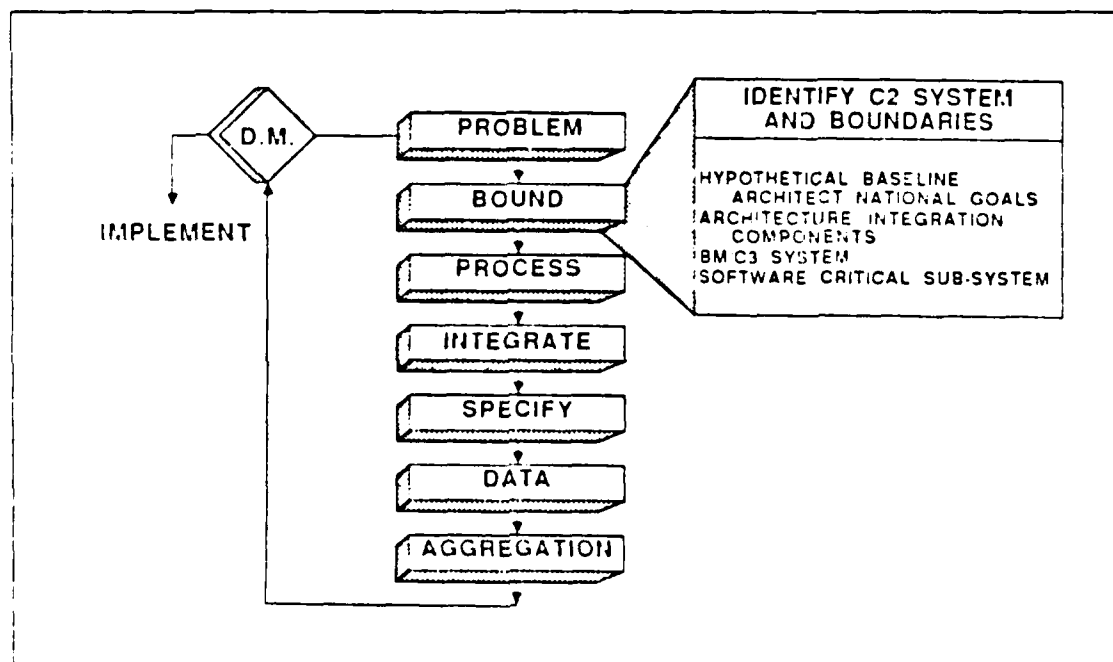 D.M.
IMPLEMENT
PROBLEM
BOUND
PROCESS
INTEGRATE
SPECIFY
DATA
AGGREGATION
IDENTIFY C2 SYSTEM
AND BOUNDARIES
HYPOTHETICAL BASELINE
ARCHITECT NATIONAL GOALS
ARCHITECTURE INTEGRATION
COMPONENTS
BM C3 SYSTEM
SOFTWARE CRITICAL SUB-SYSTEM